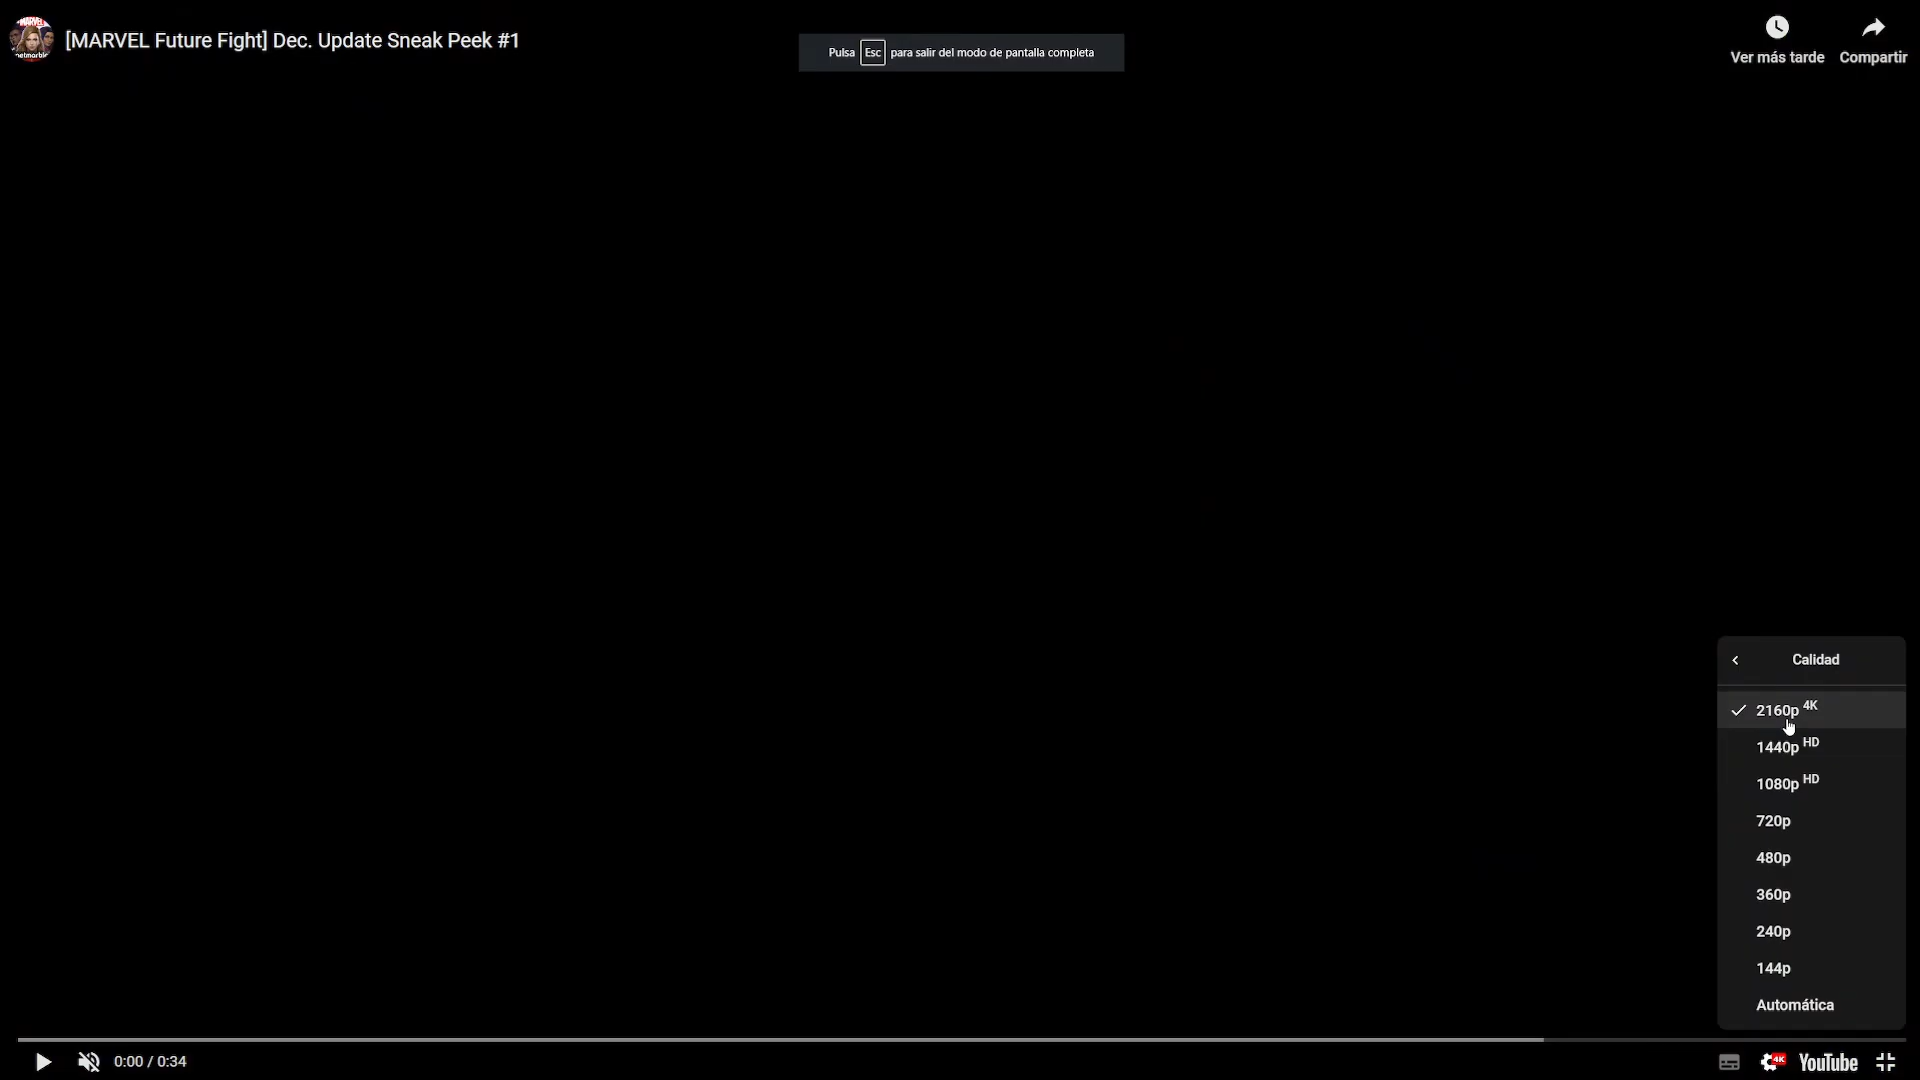 MARVEL
netmarble
[MARVEL Future Fight] Dec. Update Sneak Peek #1
Pulsa Esc para salir del modo de pantalla completa
Ver más tarde
Compartir
Calidad
2160p 4K
1440p HD
1080p HD
720p
480p
360p
240p
144p
Automática
0:00 / 0:34
4K
YouTube